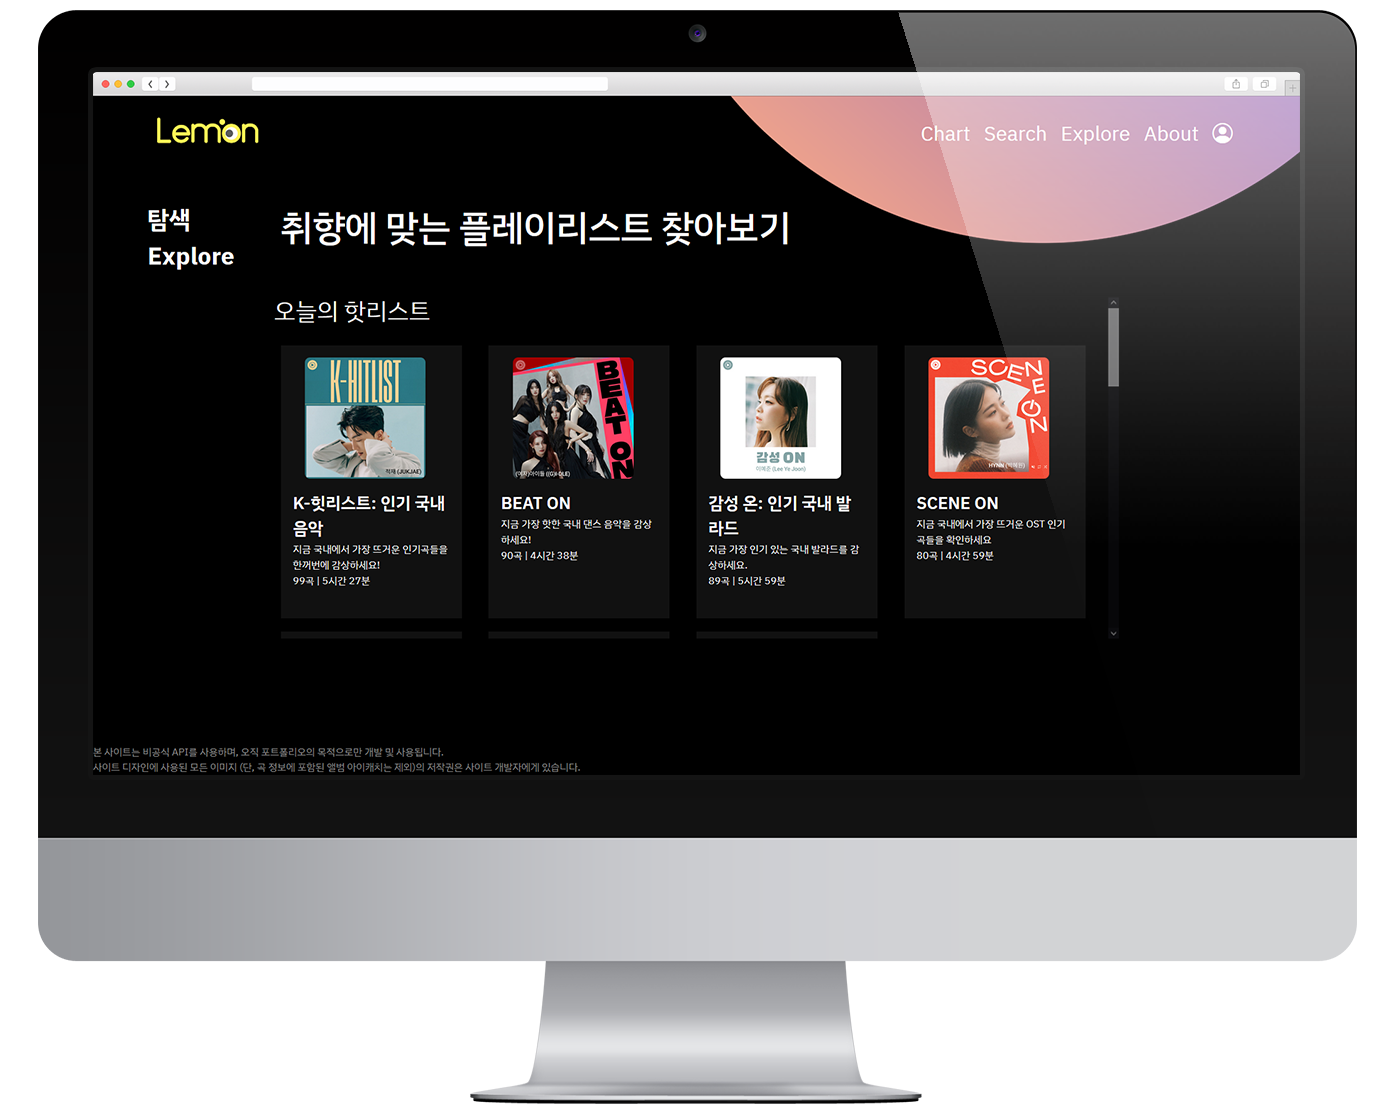 Lemon
Chart Search Explore About
탐색
Explore
취향에 맞는 플레이리스트 찾아보기
오늘의 핫리스트
K-HITLIST
적재 (JUKJAE)
K-힛리스트: 인기 국내
음악
지금 국내에서 가장 뜨거운 인기곡들을
한꺼번에 감상하세요!
99곡 | 5시간 27분
BEAT ON
(여자)아이들 ((G)I-DLE)
BEAT ON
지금 가장 핫한 국내 댄스 음악을 감상
하세요!
90곡 | 4시간 38분
감성 ON
이예준 (Lee Ye Joon)
감성 온: 인기 국내 발
라드
지금 가장 인기 있는 국내 발라드를 감
상하세요.
89곡 | 5시간 59분
SCENE ON
HYNN (박혜원)
SCENE ON
지금 국내에서 가장 뜨거운 OST 인기
곡들을 확인하세요
80곡 | 4시간 59분
본 사이트는 비공식 API를 사용하며, 오직 포트폴리오의 목적으로만 개발 및 사용됩니다.
사이트 디자인에 사용된 모든 이미지 (단, 곡 정보에 포함된 앨범 아이캐치는 제외)의 저작권은 사이트 개발자에게 있습니다.